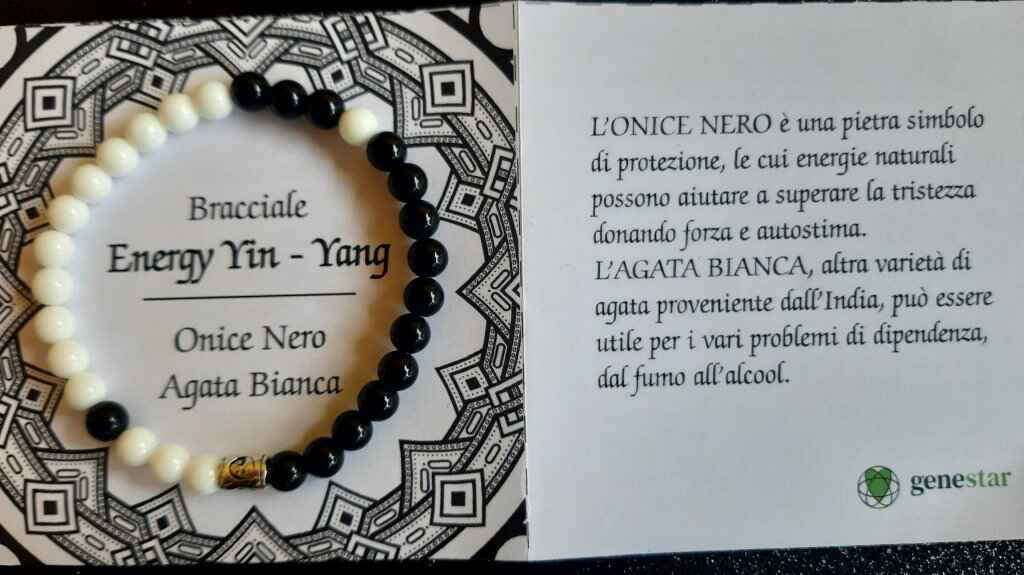 Bracciale
Energy Yin - Yang
Onice Nero
Agata Bianca
L'ONICE NERO è una pietra simbolo
di protezione, le cui energie naturali
possono aiutare a superare la tristezza
donando forza e autostima.
L'AGATA BIANCA, altra varietà di
agata proveniente dall'India, può essere
utile per i vari problemi di dipendenza,
dal fumo all'alcool.
genestar